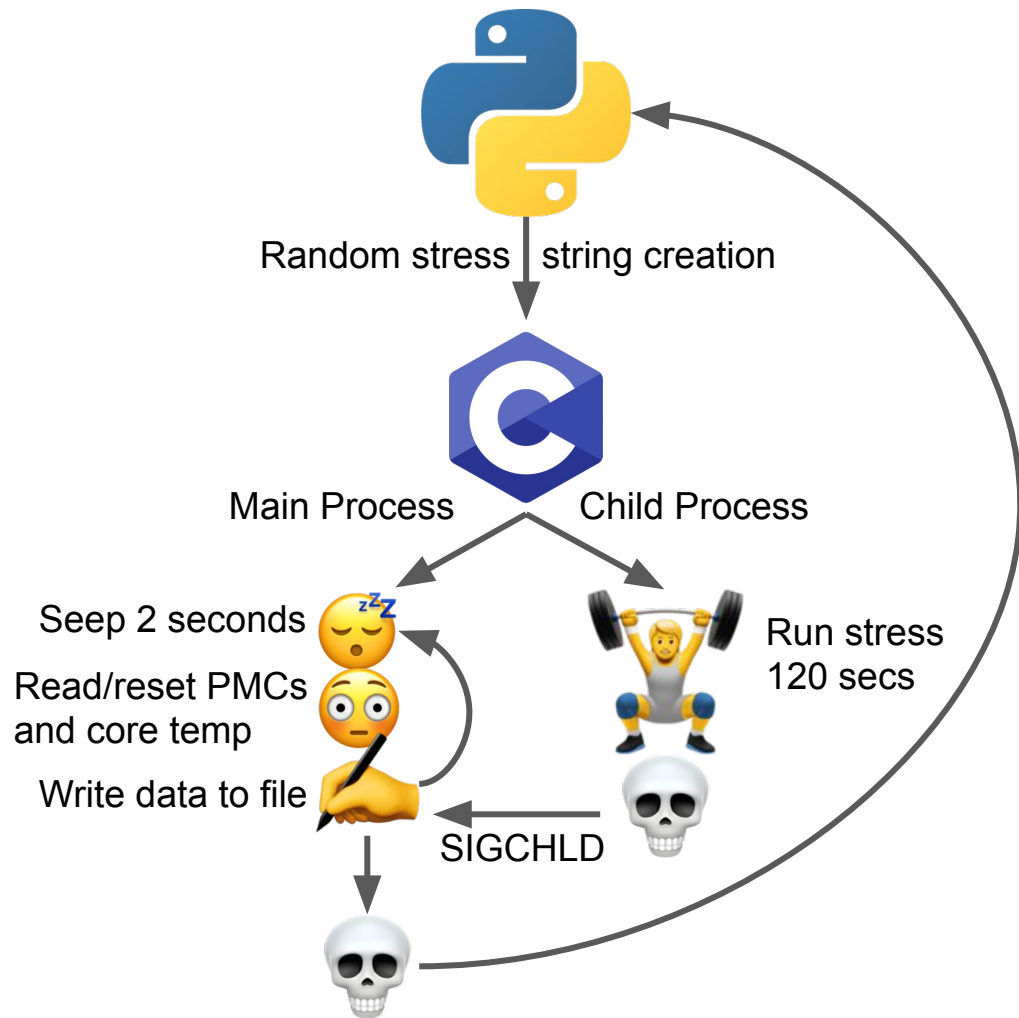 Random stress string creation
Main Process
Child Process
Seep 2 seconds
Read/reset PMCs
and core temp
Write data to file
Run stress
120 secs
SIGCHLD